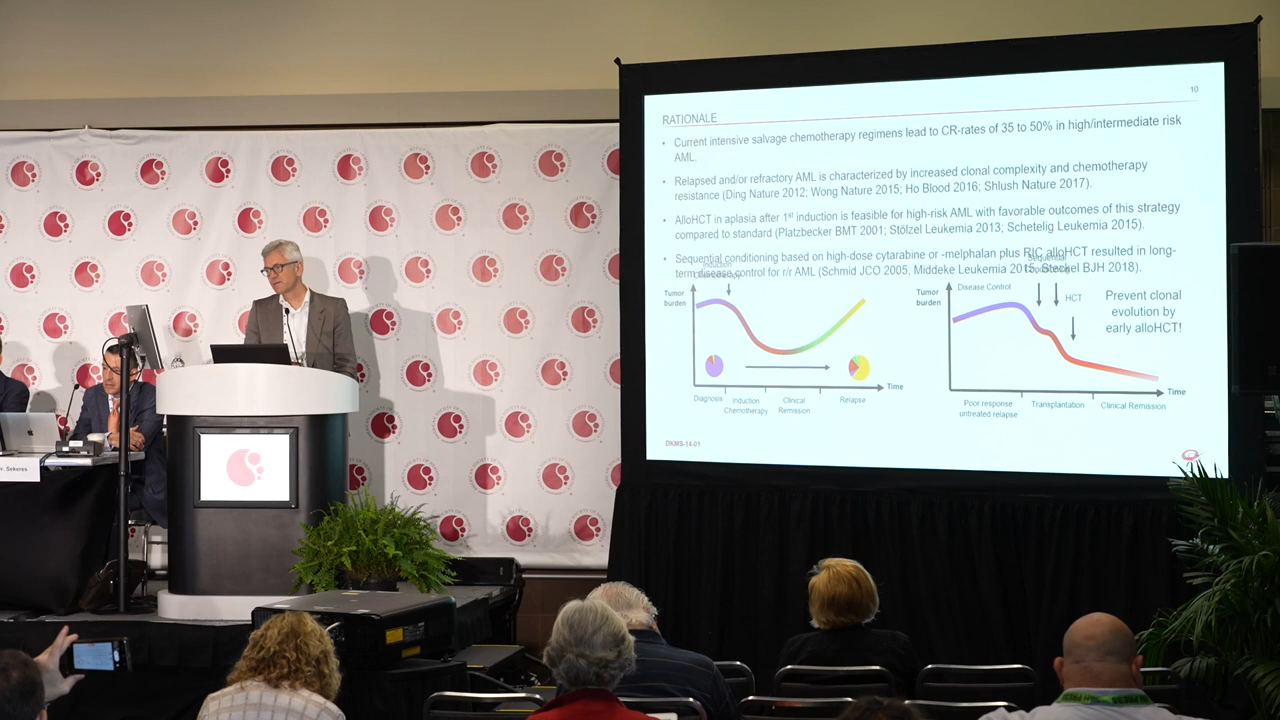 10
RATIONALE
• Current intensive salvage chemotherapy regimens lead to CR-rates of 35 to 50% in high/intermediate risk
AML.
• Relapsed and/or refractory AML is characterized by increased clonal complexity and chemotherapy
resistance (Ding Nature 2012; Wong Nature 2015; Ho Blood 2016; Shlush Nature 2017).
• AlloHCT in aplasia after 1st induction is feasible for high-risk AML with favorable outcomes of this strategy
compared to standard (Platzbecker BMT 2001; Stölzel Leukemia 2013; Schetelig Leukemia 2015).
• Sequential conditioning based on high-dose cytarabine or -melphalan plus RIC alloHCT resulted in long-
term disease control for r/r AML (Schmid JCO 2005, Middeke Leukemia 2015, Steckel BJH 2018).
Tumor
burden
Time
Diagnosis
Induction
Chemotherapy
Clinical
Remission
Relapse
Tumor
burden
Disease Control
HCT
Prevent clonal
evolution by
early alloHCT!
Time
Poor response
untreated relapse
Transplantation
Clinical Remission
DKMS-14-01
r. Sekeres